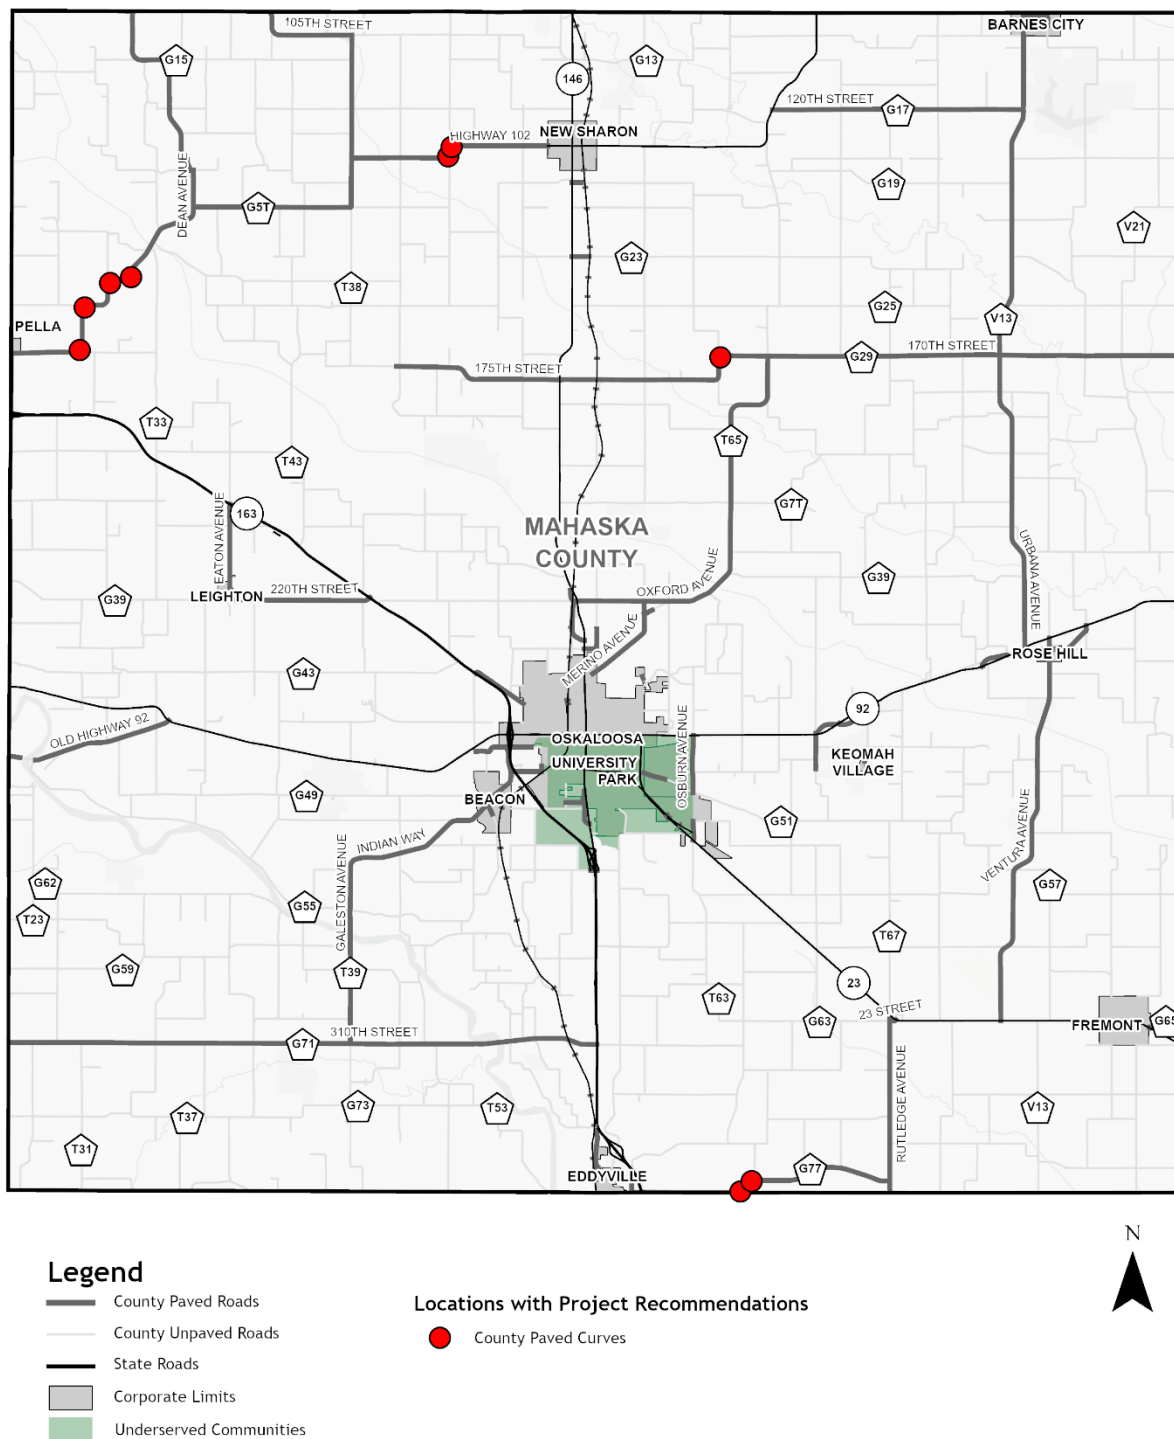 105TH STREET
BARNES CITY
G15
146
G13
120TH STREET
G17
HIGHWAY 102
NEW SHARON
DEAN AVENUE
G5T
G19
V21
G23
T38
G25
V13
PELLA
175TH STREET
G29
170TH STREET
T33
T43
T65
163
EATON AVENUE
G7T
MAHASKA
COUNTY
URBANA AVENUE
G39
LEIGHTON
220TH STREET
OXFORD AVENUE
G39
MERINO AVENUE
ROSE HILL
G43
OLD HIGHWAY 92
92
OSKALOOSA
OSBURN AVENUE
KEOMAH
VILLAGE
UNIVERSITY
PARK
BEACON
G49
G51
INDIAN WAY
GALESTON AVENUE
VENTURA AVENUE
G62
G57
T23
G55
T67
G59
T39
23
T63
23 STREET
G63
FREMONT
G65
310TH STREET
G71
RUTLEDGE AVENUE
G73
T53
V13
T37
T31
EDDYVILLE
G77
N
Legend
County Paved Roads
County Unpaved Roads
State Roads
Corporate Limits
Underserved Communities
Locations with Project Recommendations
County Paved Curves